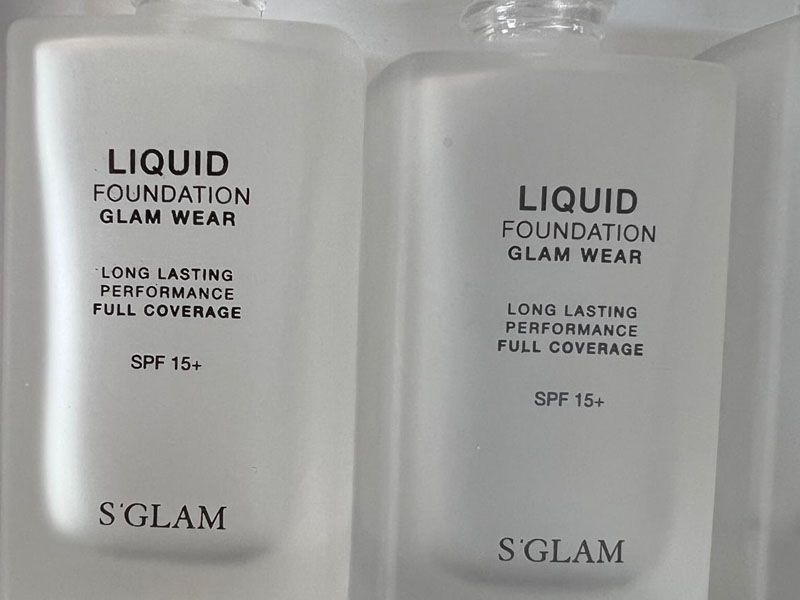 LIQUID
FOUNDATION
GLAM WEAR
LONG LASTING
PERFORMANCE
FULL COVERAGE
SPF 15+
S'GLAM
LIQUID
FOUNDATION
GLAM WEAR
LONG LASTING
PERFORMANCE
FULL COVERAGE
SPF 15+
S'GLAM